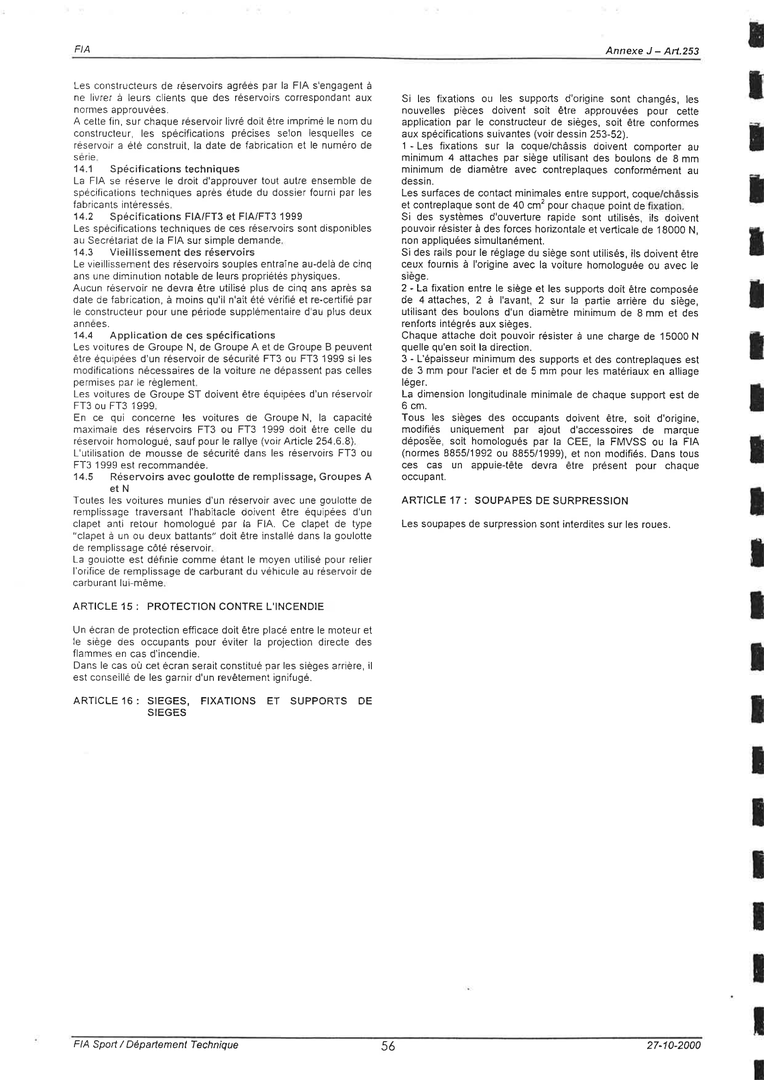 FIA
Annexe J – Art.253
Les constructeurs de réservoirs agréés par la FIA s'engagent à
ne livrer à leurs clients que des réservoirs correspondant aux
normes approuvées.
A cette fin, sur chaque réservoir livré doit être imprimé le nom du
constructeur, les spécifications précises selon lesquelles ce
réservoir a été construit, la date de fabrication et le numéro de
série.
14.1 Spécifications techniques
La FIA se réserve le droit d'approuver tout autre ensemble de
spécifications techniques après étude du dossier fourni par les
fabricants intéressés.
14.2 Spécifications FIA/FT3 et FIA/FT3 1999
Les spécifications techniques de ces réservoirs sont disponibles
au Secrétariat de la FIA sur simple demande.
14.3 Vieillissement des réservoirs
Le vieillissement des réservoirs souples entraîne au-delà de cinq
ans une diminution notable de leurs propriétés physiques.
Aucun réservoir ne devra être utilisé plus de cinq ans après sa
date de fabrication, à moins qu'il n'ait été vérifié et re-certifié par
le constructeur pour une période supplémentaire d'au plus deux
années.
14.4 Application de ces spécifications
Les voitures de Groupe N, de Groupe A et de Groupe B peuvent
être équipées d'un réservoir de sécurité FT3 ou FT3 1999 si les
modifications nécessaires de la voiture ne dépassent pas celles
permises par le règlement.
Les voitures de Groupe ST doivent être équipées d'un réservoir
FT3 ou FT3 1999.
En ce qui concerne les voitures de Groupe N, la capacité
maximale des réservoirs FT3 ou FT3 1999 doit être celle du
réservoir homologué, sauf pour le rallye (voir Article 254.6.8).
L'utilisation de mousse de sécurité dans les réservoirs FT3 ou
FT3 1999 est recommandée.
14.5 Réservoirs avec goulotte de remplissage, Groupes A
et N
Toutes les voitures munies d'un réservoir avec une goulotte de
remplissage traversant l'habitacle doivent être équipées d'un
clapet anti retour homologué par la FIA. Ce clapet de type
"clapet à un ou deux battants" doit être installé dans la goulotte
de remplissage côté réservoir.
La goulotte est définie comme étant le moyen utilisé pour relier
l'orifice de remplissage de carburant du véhicule au réservoir de
carburant lui-même.
ARTICLE 15 : PROTECTION CONTRE L'INCENDIE
Un écran de protection efficace doit être placé entre le moteur et
le siège des occupants pour éviter la projection directe des
flammes en cas d'incendie.
Dans le cas où cet écran serait constitué par les sièges arrière, il
est conseillé de les garnir d'un revêtement ignifugé.
ARTICLE 16 : SIEGES, FIXATIONS ET SUPPORTS DE
SIEGES
Si les fixations ou les supports d'origine sont changés, les
nouvelles pièces doivent soit être approuvées pour cette
application par le constructeur de sièges, soit être conformes
aux spécifications suivantes (voir dessin 253-52).
1 - Les fixations sur la coque/châssis doivent comporter au
minimum 4 attaches par siège utilisant des boulons de 8 mm
minimum de diamètre avec contreplaques conformément au
dessin.
Les surfaces de contact minimales entre support, coque/châssis
et contreplaque sont de 40 cm² pour chaque point de fixation.
Si des systèmes d'ouverture rapide sont utilisés, ils doivent
pouvoir résister à des forces horizontale et verticale de 18000 N,
non appliquées simultanément.
Si des rails pour le réglage du siège sont utilisés, ils doivent être
ceux fournis à l'origine avec la voiture homologuée ou avec le
siège.
2 - La fixation entre le siège et les supports doit être composée
de 4 attaches, 2 à l'avant, 2 sur la partie arrière du siège,
utilisant des boulons d'un diamètre minimum de 8 mm et des
renforts intégrés aux sièges.
Chaque attache doit pouvoir résister à une charge de 15000 N
quelle qu'en soit la direction.
3 - L'épaisseur minimum des supports et des contreplaques est
de 3 mm pour l'acier et de 5 mm pour les matériaux en alliage
léger.
La dimension longitudinale minimale de chaque support est de
6 cm.
Tous les sièges des occupants doivent être, soit d'origine,
modifiés uniquement par ajout d'accessoires de marque
déposée, soit homologués par la CEE, la FMVSS ou la FIA
(normes 8855/1992 ou 8855/1999), et non modifiés. Dans tous
ces cas un appuie-tête devra être présent pour chaque
occupant.
ARTICLE 17 : SOUPAPES DE SURPRESSION
Les soupapes de surpression sont interdites sur les roues.
FIA Sport / Département Technique
56
27-10-2000